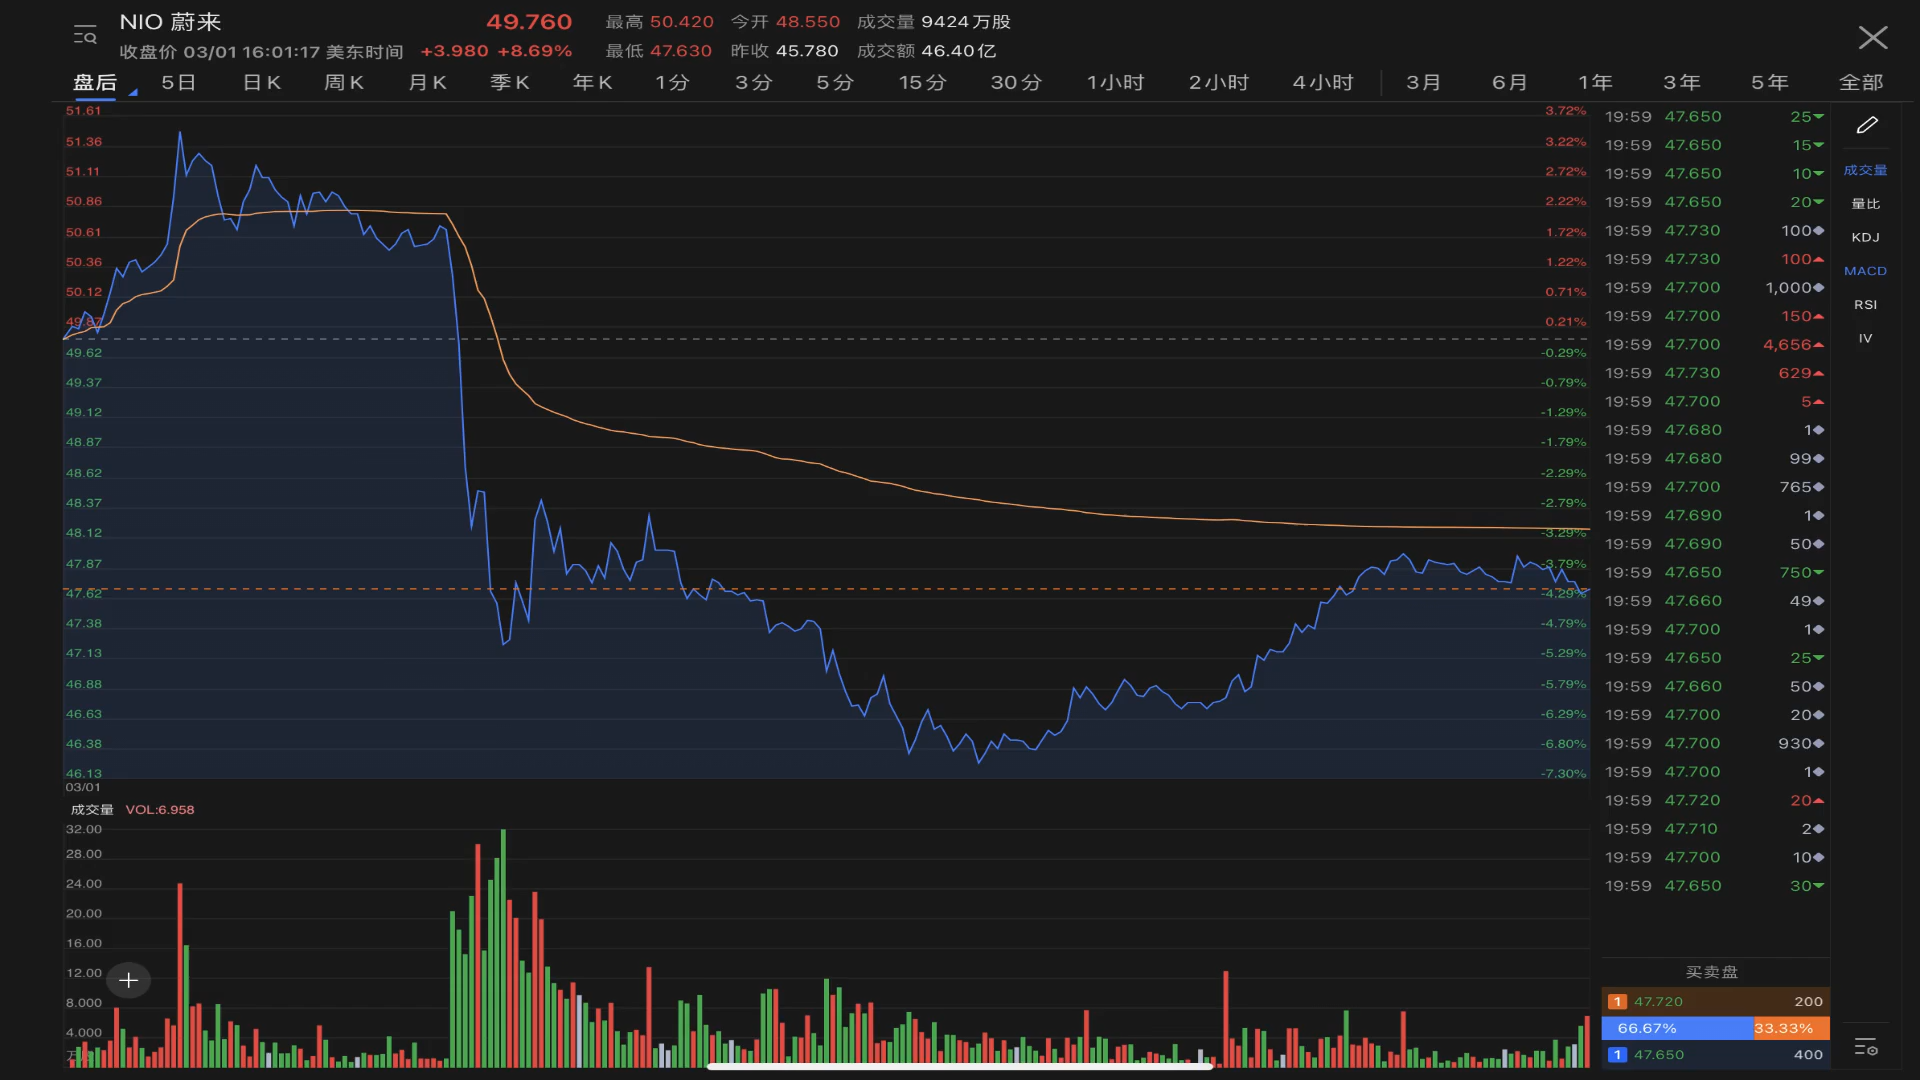 NIO 蔚来 49.760 最高 50.420 今开 48.550 成交量 9424万股
收盘价 03/01 16:01:17 美东时间 +3.980 +8.69% 最低 47.630 昨收 45.780 成交额 46.40亿
盘后 5日 日K 周K 月K 季K 年K 1分 3分 5分 15分 30分 1小时 2小时 4小时 3月 6月 1年 3年 5年 全部
51.61 3.72%
51.36 3.22%
51.11 2.72%
50.86 2.22%
50.61 1.72%
50.36 1.22%
50.12 0.71%
49.87 0.21%
49.62 -0.29%
49.37 -0.79%
49.12 -1.29%
48.87 -1.79%
48.62 -2.29%
48.37 -2.79%
48.12 -3.29%
47.87 -3.79%
47.62 -4.29%
47.38 -4.79%
47.13 -5.29%
46.88 -5.79%
46.63 -6.29%
46.38 -6.80%
46.13 -7.30%
03/01
成交量 VOL:6.958
32.00
28.00
24.00
20.00
16.00
12.00
8.000
4.000
19:59 47.650 25
19:59 47.650 15
19:59 47.650 10
19:59 47.650 20
19:59 47.730 100
19:59 47.730 100
19:59 47.700 1,000
19:59 47.700 150
19:59 47.700 4,656
19:59 47.730 629
19:59 47.700 5
19:59 47.680 1
19:59 47.680 99
19:59 47.700 765
19:59 47.690 1
19:59 47.690 50
19:59 47.650 750
19:59 47.660 49
19:59 47.700 1
19:59 47.650 25
19:59 47.660 50
19:59 47.700 20
19:59 47.700 930
19:59 47.700 1
19:59 47.720 20
19:59 47.710 2
19:59 47.700 10
19:59 47.650 30
买卖盘
1 47.720 200
66.67% 33.33%
1 47.650 400
成交量
量比
KDJ
MACD
RSI
IV